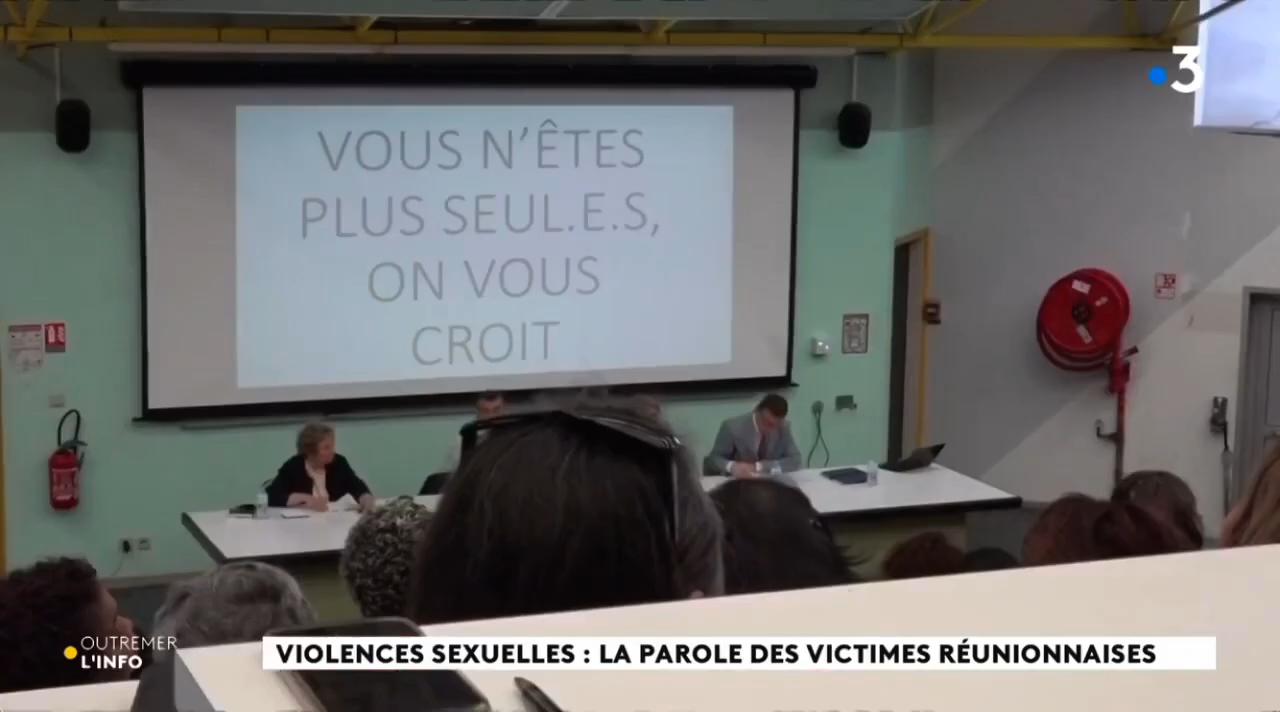 3
VOUS N'ÊTES
PLUS SEUL.E.S,
ON VOUS
CROIT
OUTREMER
L'INFO
VIOLENCES SEXUELLES : LA PAROLE DES VICTIMES RÉUNIONNAISES